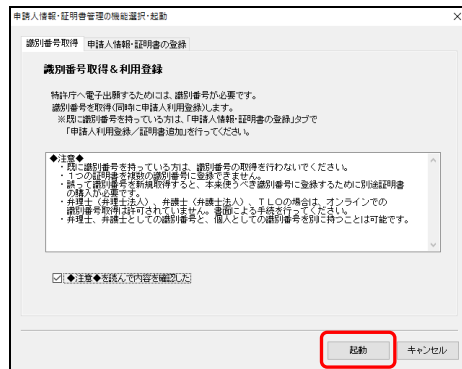 申請人情報・証明書管理の機能選択・起動
識別番号取得 申請人情報・証明書の登録
識別番号取得＆利用登録
特許庁へ電子出願するためには、識別番号が必要です。
識別番号を取得(同時に申請人利用登録)します。
※既に識別番号を持っている方は、「申請人情報・証明書の登録」タブで
「申請人利用登録／証明書追加」を行ってください。
◆注意◆
・既に識別番号を持っている方は、識別番号の取得を行わないでください。
・１つの証明書を複数の識別番号に登録できません。
・誤って識別番号を新規取得すると、本来使うべき識別番号に登録するために別途証明書
の購入が必要です。
・弁理士（弁理士法人）、弁護士（弁護士法人）、ＴＬＯの場合は、オンラインでの
識別番号取得は許可されていません。書面による手続を行ってください。
・弁理士、弁護士としての識別番号と、個人としての識別番号を別に持つことは可能です。
◆注意◆を読んで内容を確認した
起動 キャンセル